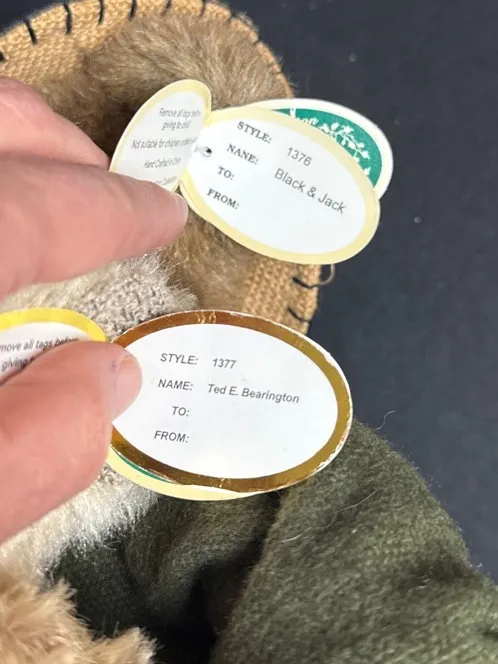 Remove all tags before
giving to child
Not suitable for children under
Hand Crafted in China
STYLE: 1376
NANE: Black & Jack
TO:
FROM:
move all tags before
giving
STYLE: 1377
NAME: Ted E. Bearington
TO:
FROM: